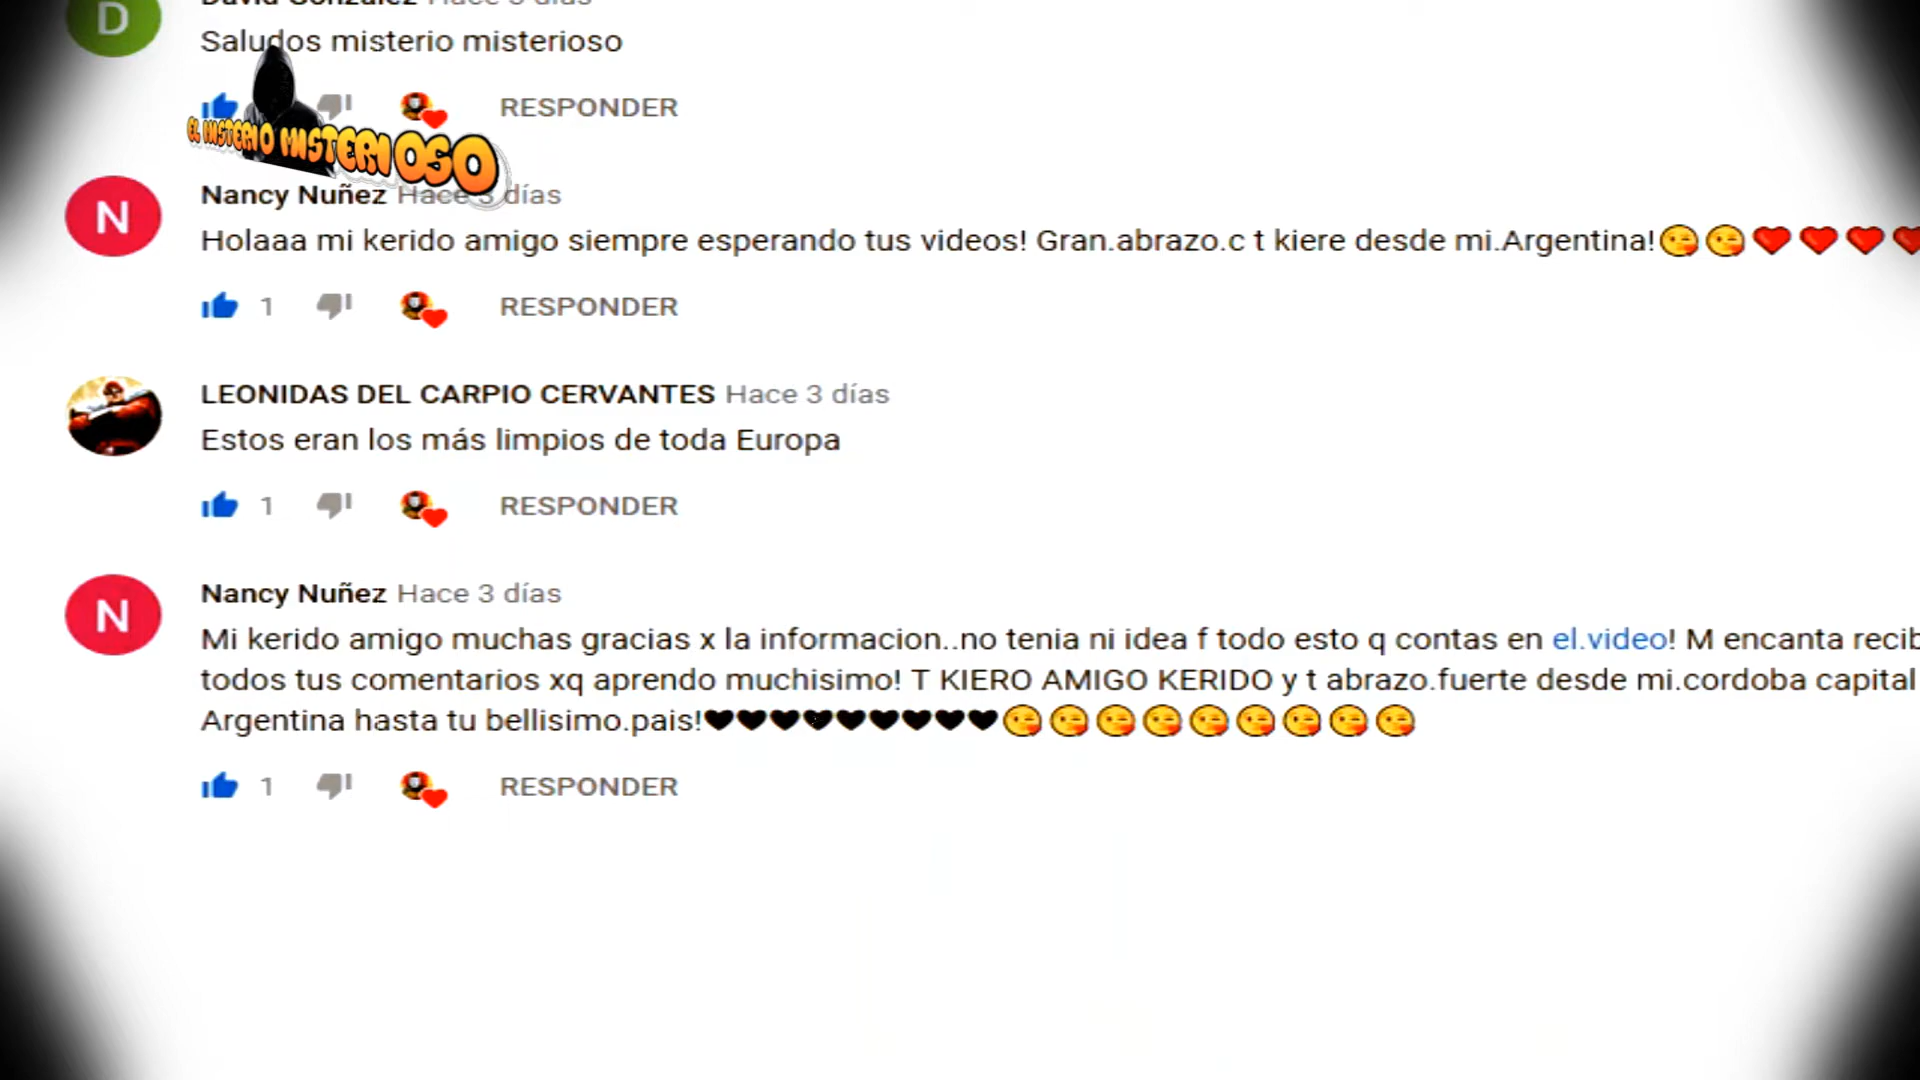 D
David González Hace 3 días
Saludos misterio misterioso
RESPONDER
EL MISTERIO MISTERIOSO
N
Nancy Nuñez Hace 3 días
Holaaa mi kerido amigo siempre esperando tus videos! Gran.abrazo.c t kiere desde mi.Argentina!😘😘❤❤❤❤
1 RESPONDER
LEONIDAS DEL CARPIO CERVANTES Hace 3 días
Estos eran los más limpios de toda Europa
1 RESPONDER
N
Nancy Nuñez Hace 3 días
Mi kerido amigo muchas gracias x la informacion..no tenia ni idea f todo esto q contas en el.video! M encanta recib
todos tus comentarios xq aprendo muchisimo! T KIERO AMIGO KERIDO y t abrazo.fuerte desde mi.cordoba capital
Argentina hasta tu bellisimo.pais!♥♥♥♥♥♥♥♥♥😘😘😘😘😘😘😘😘😘
1 RESPONDER